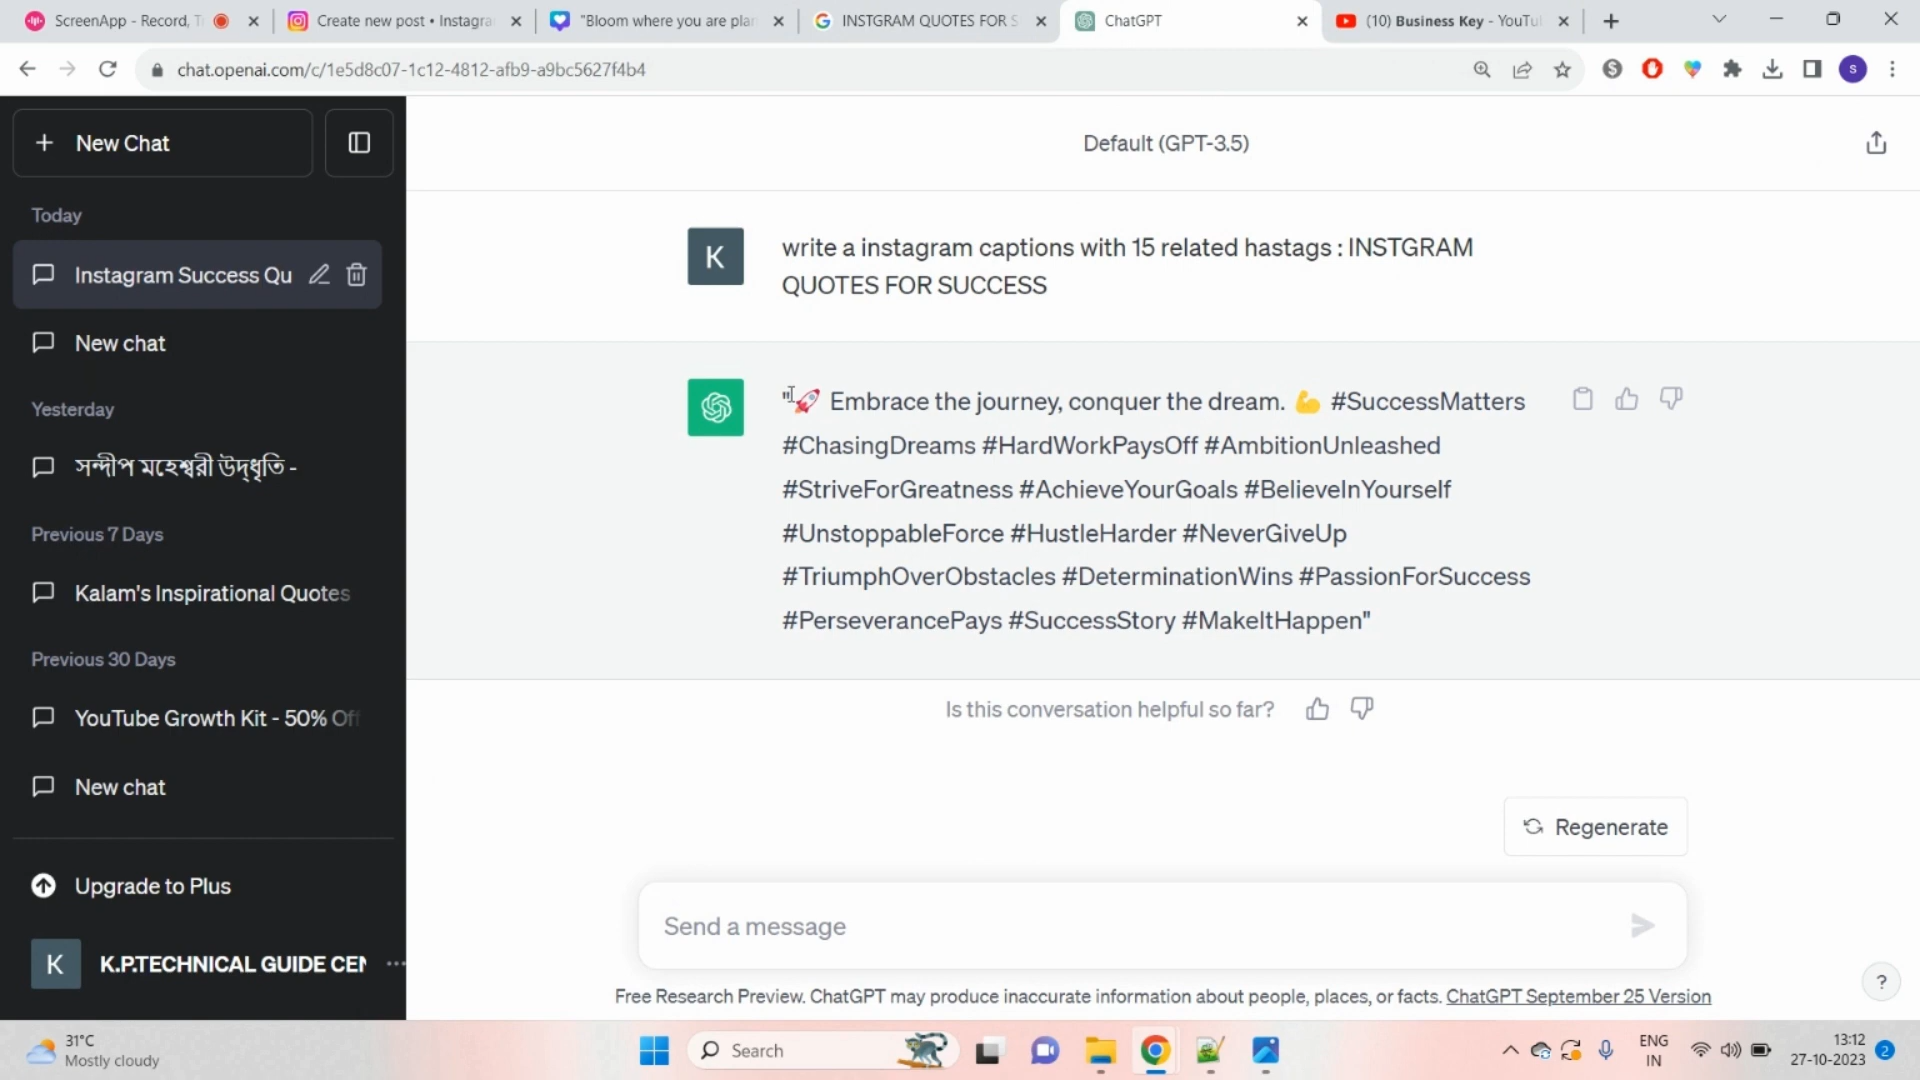 ScreenApp - Record, T
Create new post • Instagra
"Bloom where you are plan
INSTGRAM QUOTES FOR S
ChatGPT
(10) Business Key - YouTu
chat.openai.com/c/1e5d8c07-1c12-4812-afb9-a9bc5627f4b4
S
New Chat
Default (GPT-3.5)
Today
Instagram Success Qu
New chat
Yesterday
সন্দীপ মহেশ্বরী উদ্ধৃতি -
Previous 7 Days
Kalam's Inspirational Quotes
Previous 30 Days
YouTube Growth Kit - 50% Off
New chat
Upgrade to Plus
K
K.P.TECHNICAL GUIDE CEN
K
write a instagram captions with 15 related hastags : INSTGRAM
QUOTES FOR SUCCESS
"🚀 Embrace the journey, conquer the dream. 💪 #SuccessMatters
#ChasingDreams #HardWorkPaysOff #AmbitionUnleashed
#StriveForGreatness #AchieveYourGoals #BelieveInYourself
#UnstoppableForce #HustleHarder #NeverGiveUp
#TriumphOverObstacles #DeterminationWins #PassionForSuccess
#PerseverancePays #SuccessStory #MakeItHappen"
Is this conversation helpful so far?
Regenerate
Send a message
?
Free Research Preview. ChatGPT may produce inaccurate information about people, places, or facts. ChatGPT September 25 Version
31°C
Mostly cloudy
Search
ENG
IN
13:12
27-10-2023
2